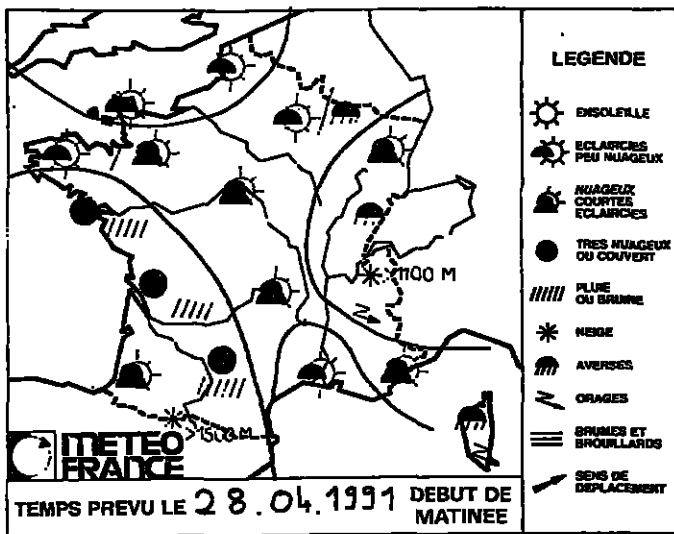 >1100 M
>1500 M
METEO
FRANCE
TEMPS PREVU LE 28.04.1991 DEBUT DE
MATINEE
LEGENDE
ENSOLEILLE
ECLAIRCIES
PEU NUAGEUX
NUAGEUX
COURTES
ECLAIRCIES
TRES NUAGEUX
OU COUVERT
PLUIE
OU BRUINE
NEIGE
AVERSES
ORAGES
BRUMES ET
BROUILLARDS
SENS DE
DEPLACEMENT